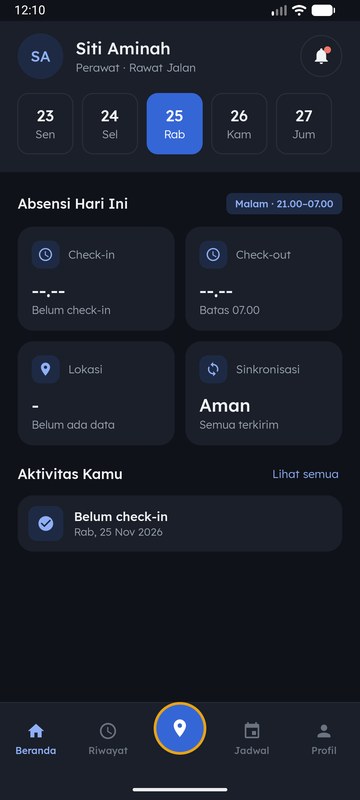 12:10
SA
Siti Aminah
Perawat · Rawat Jalan
23 24 25 26 27
Sen Sel Rab Kam Jum
Absensi Hari Ini
Malam · 21.00–07.00
Check-in
--.--
Belum check-in
Check-out
--.--
Batas 07.00
Lokasi
-
Belum ada data
Sinkronisasi
Aman
Semua terkirim
Aktivitas Kamu
Lihat semua
Belum check-in
Rab, 25 Nov 2026
Beranda Riwayat Jadwal Profil